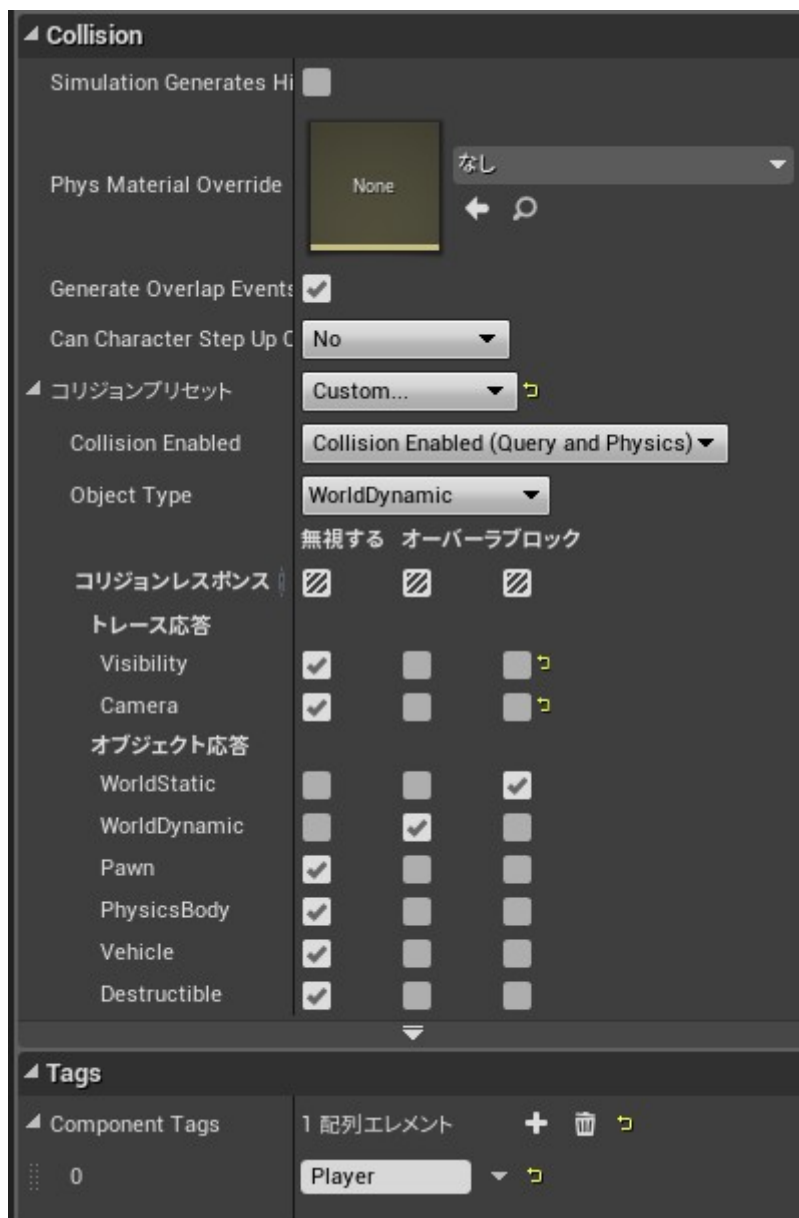 Collision
Simulation Generates Hi
Phys Material Override
None
なし
Generate Overlap Events
Can Character Step Up C
No
コリジョンプリセット
Custom...
Collision Enabled
Collision Enabled (Query and Physics)
Object Type
WorldDynamic
無視する オーバーラブロック
コリジョンレスポンス
トレース応答
Visibility
Camera
オブジェクト応答
WorldStatic
WorldDynamic
Pawn
PhysicsBody
Vehicle
Destructible
Tags
Component Tags
1 配列エレメント
0
Player